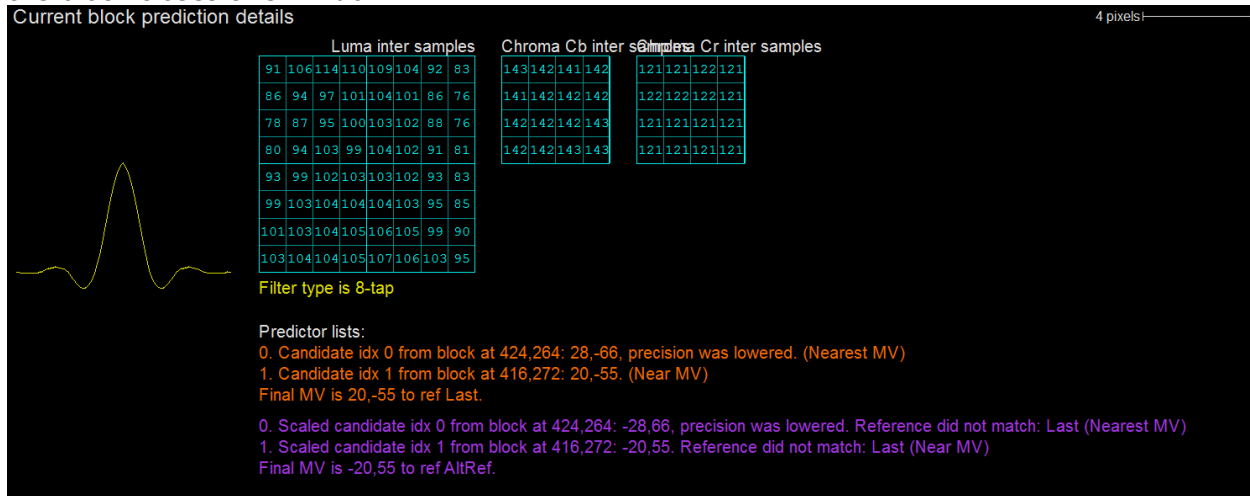 Current block prediction details
4 pixels
Luma inter samples
Chroma Cb inter samples
Chroma Cr inter samples
91 106 114 110 109 104 92 83
86 94 97 101 104 101 86 76
78 87 95 100 103 102 88 76
80 94 103 99 104 102 91 81
93 99 102 103 103 102 93 83
99 103 104 104 104 103 95 85
101 103 104 105 106 105 99 90
103 104 104 105 107 106 103 95
143 142 141 142
141 142 142 142
142 142 142 143
142 142 143 143
121 121 122 121
122 122 122 121
121 121 121 121
121 121 121 121
Filter type is 8-tap
Predictor lists:
0. Candidate idx 0 from block at 424,264: 28,-66, precision was lowered. (Nearest MV)
1. Candidate idx 1 from block at 416,272: 20,-55. (Near MV)
Final MV is 20,-55 to ref Last.
0. Scaled candidate idx 0 from block at 424,264: -28,66, precision was lowered. Reference did not match: Last (Nearest MV)
1. Scaled candidate idx 1 from block at 416,272: -20,55. Reference did not match: Last (Near MV)
Final MV is -20,55 to ref AltRef.